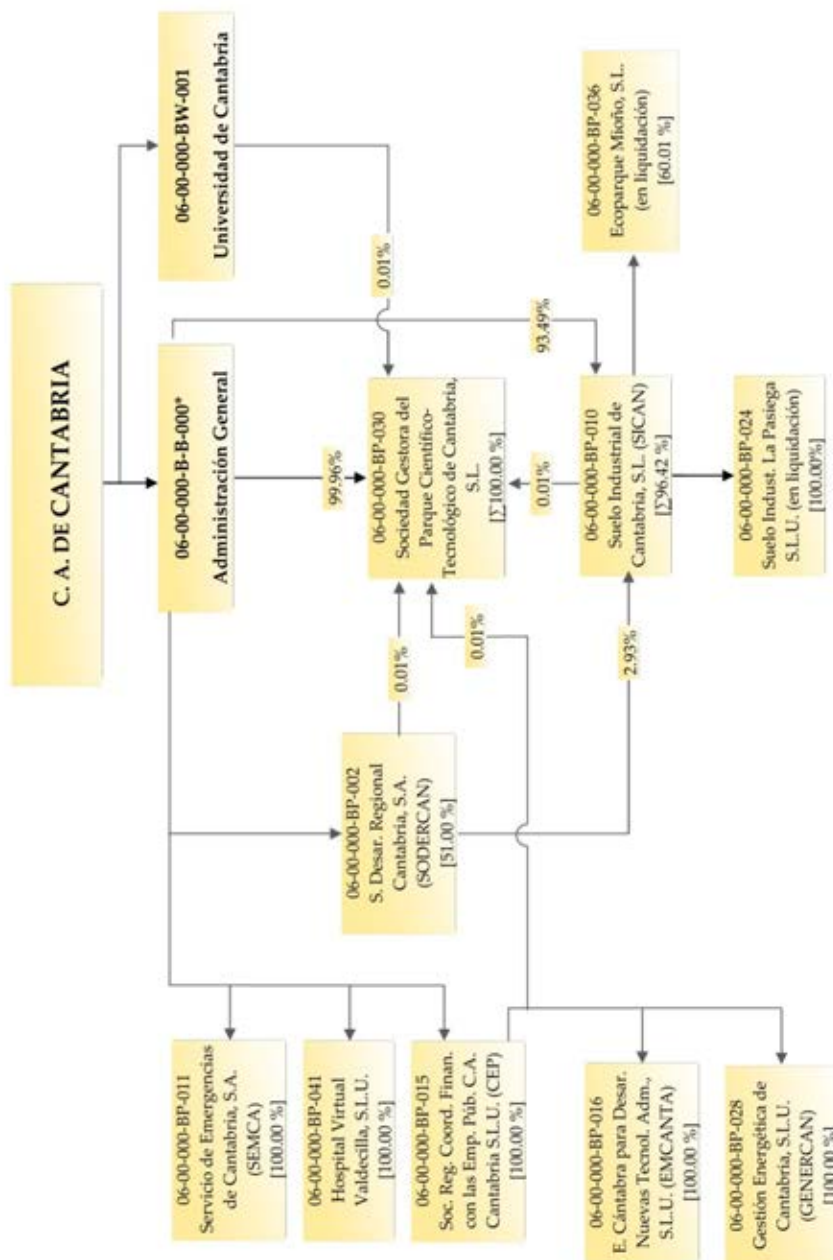 C. A. DE CANTABRIA
06-00-000-B-B-000*
Administración General
06-00-000-BW-001
Universidad de Cantabria
06-00-000-BP-011
Servicio de Emergencias
de Cantabria, S.A.
(SEMCA)
[100.00 %]
06-00-000-BP-041
Hospital Virtual
Valdecilla, S.L.U.
[100.00 %]
06-00-000-BP-015
Soc. Reg. Coord. Finan.
con las Emp. Púb. C.A.
Cantabria S.L.U. (CEP)
[100.00 %]
06-00-000-BP-002
S. Desar. Regional
Cantabria, S.A.
(SODERCAN)
[51.00 %]
99.96%
0.01%
93.49%
0.01%
06-00-000-BP-030
Sociedad Gestora del
Parque Científico-
Tecnológico de Cantabria,
S.L.
[∑100.00 %]
0.01%
0.01%
2.93%
06-00-000-BP-016
E. Cántabra para Desar.
Nuevas Tecnol. Adm.,
S.L.U. (EMCANTA)
[100.00 %]
06-00-000-BP-028
Gestión Energética de
Cantabria, S.L.U.
(GENERCAN)
[100.00 %]
06-00-000-BP-010
Suelo Industrial de
Cantabria, S.L. (SICAN)
[∑96.42 %]
06-00-000-BP-036
Ecoparque Mioño, S.L.
(en liquidación)
[60.01 %]
06-00-000-BP-024
Suelo Indust. La Pasiega
S.L.U. (en liquidación)
[100.00%]